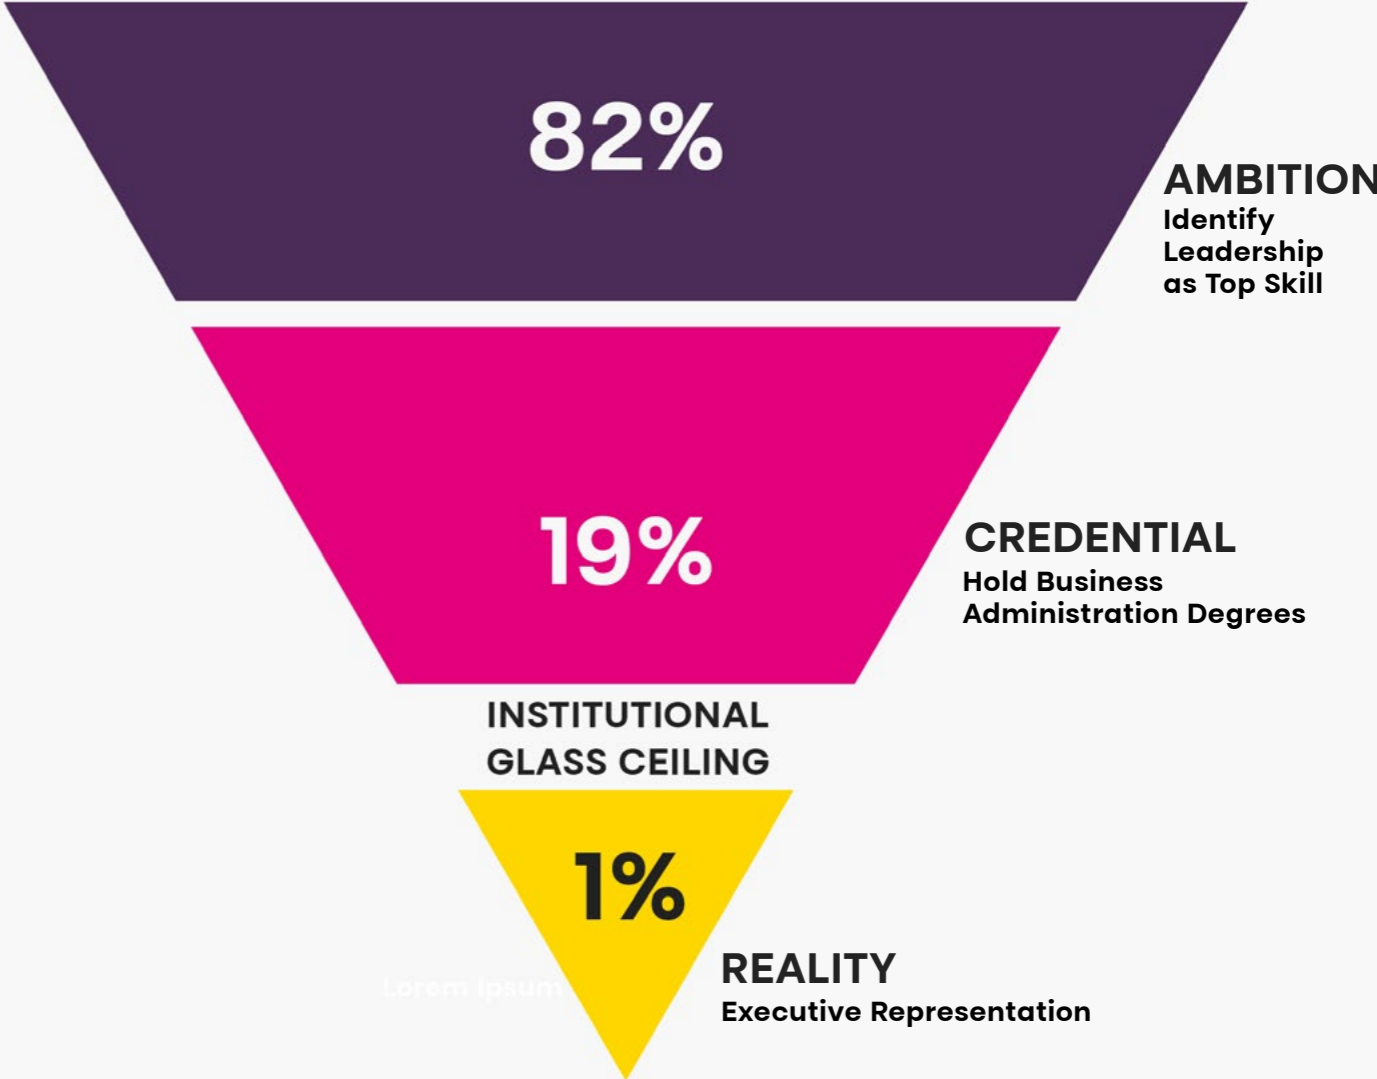 82%
AMBITION
Identify
Leadership
as Top Skill
19%
CREDENTIAL
Hold Business
Administration Degrees
INSTITUTIONAL
GLASS CEILING
1%
REALITY
Lorem Ipsum
Executive Representation